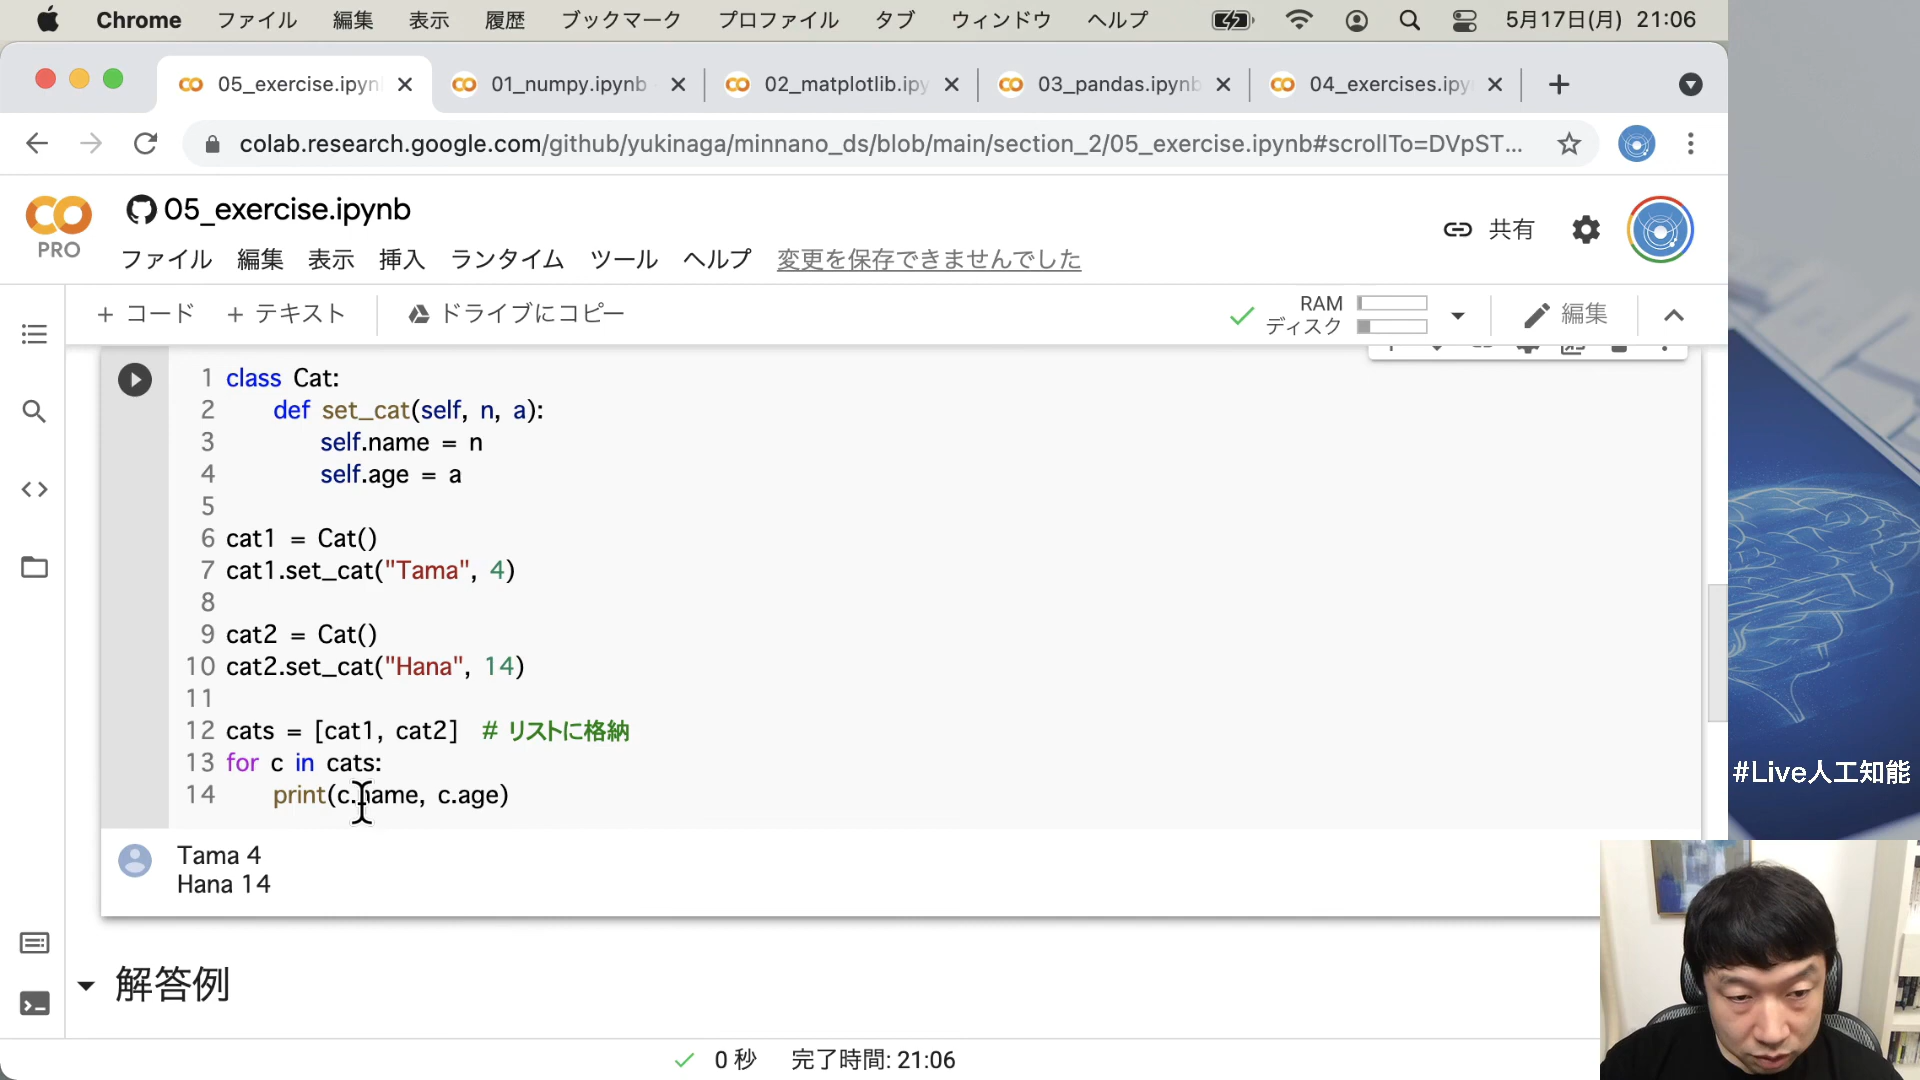 Chrome ファイル 編集 表示 履歴 ブックマーク プロファイル タブ ウィンドウ ヘルプ 5月17日(月) 21:06
05_exercise.ipyn 01_numpy.ipynb 02_matplotlib.ipy 03_pandas.ipynb 04_exercises.ipy
colab.research.google.com/github/yukinaga/minnano_ds/blob/main/section_2/05_exercise.ipynb#scrollTo=DVpST...
PRO
05_exercise.ipynb
共有
ファイル 編集 表示 挿入 ランタイム ツール ヘルプ 変更を保存できませんでした
+ コード + テキスト ドライブにコピー
RAM
ディスク
編集
1 class Cat:
2 def set_cat(self, n, a):
3 self.name = n
4 self.age = a
5
6 cat1 = Cat()
7 cat1.set_cat("Tama", 4)
8
9 cat2 = Cat()
10 cat2.set_cat("Hana", 14)
11
12 cats = [cat1, cat2] # リストに格納
13 for c in cats:
14 print(c.name, c.age)
Tama 4
Hana 14
解答例
0 秒 完了時間: 21:06
#Live人工知能